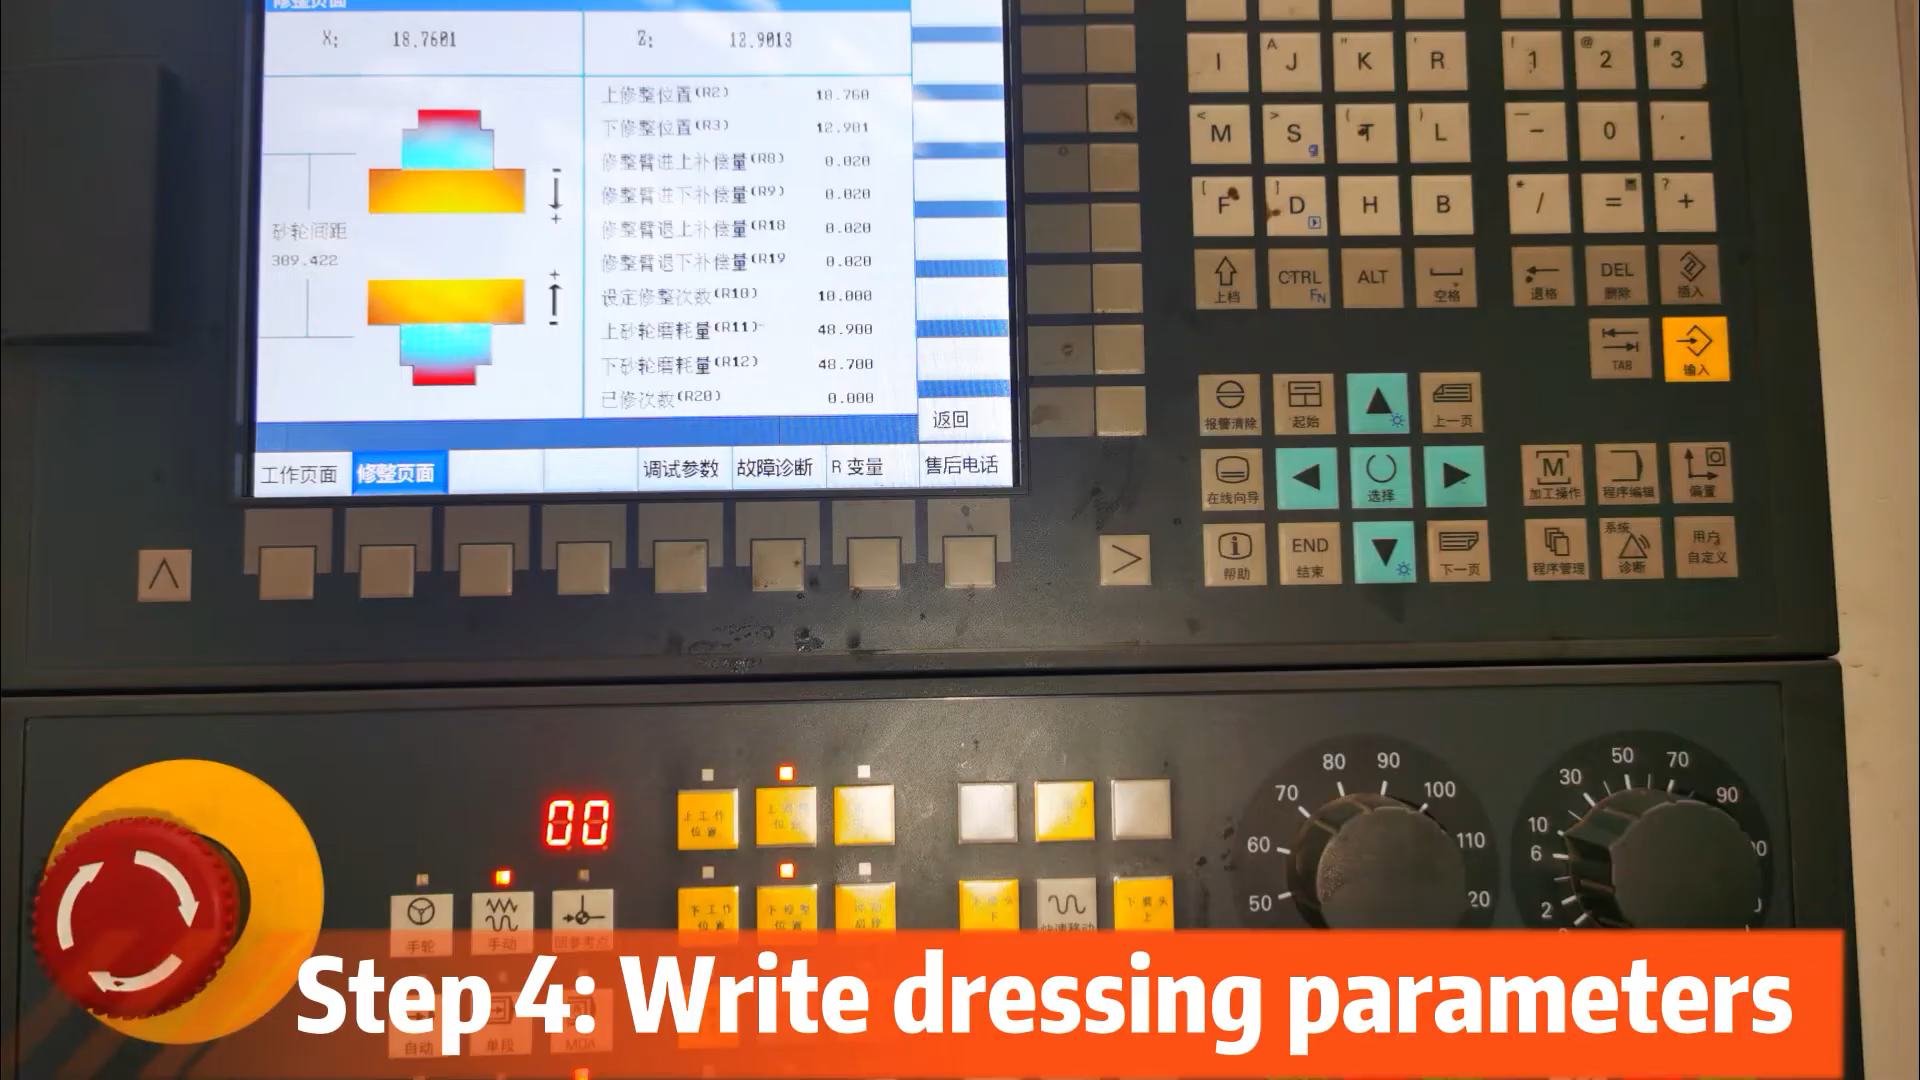 修整页面
X: 18.7601 Z: 12.9013
上修整位置(R2) 18.760
下修整位置(R3) 12.901
修整臂进上补偿量(R8) 0.020
修整臂进下补偿量(R9) 0.020
修整臂退上补偿量(R18 0.020
修整臂退下补偿量(R19 0.020
设定修整次数(R10) 10.000
上砂轮磨耗量(R11) 48.900
下砂轮磨耗量(R12) 48.700
已修次数(R20) 0.000
砂轮间距
309.422
返回
工作页面 修整页面 调试参数 故障诊断 R变量 售后电话
I A J " K ' R ! 1 @ 2 # 3
< M > S ( T ) L — - 0 .
[ F ] D H B * / = ? +
上档 CTRL FN ALT 空格 退格 DEL 删除 插入
TAB 输入
报警清除 起始 上一页
在线向导 选择 M 加工操作 程序编辑 偏置
帮助 END 结束 下一页 程序管理 系统 诊断 用户 自定义
00
上工作
位置
下工作
位置
下修整
位置
下磨头
上
快速移动
手轮 手动 回参考点
自动 单段 MDA
50 60 70 80 90 100 110
2 6 10 30 50 70 90
Step 4: Write dressing parameters